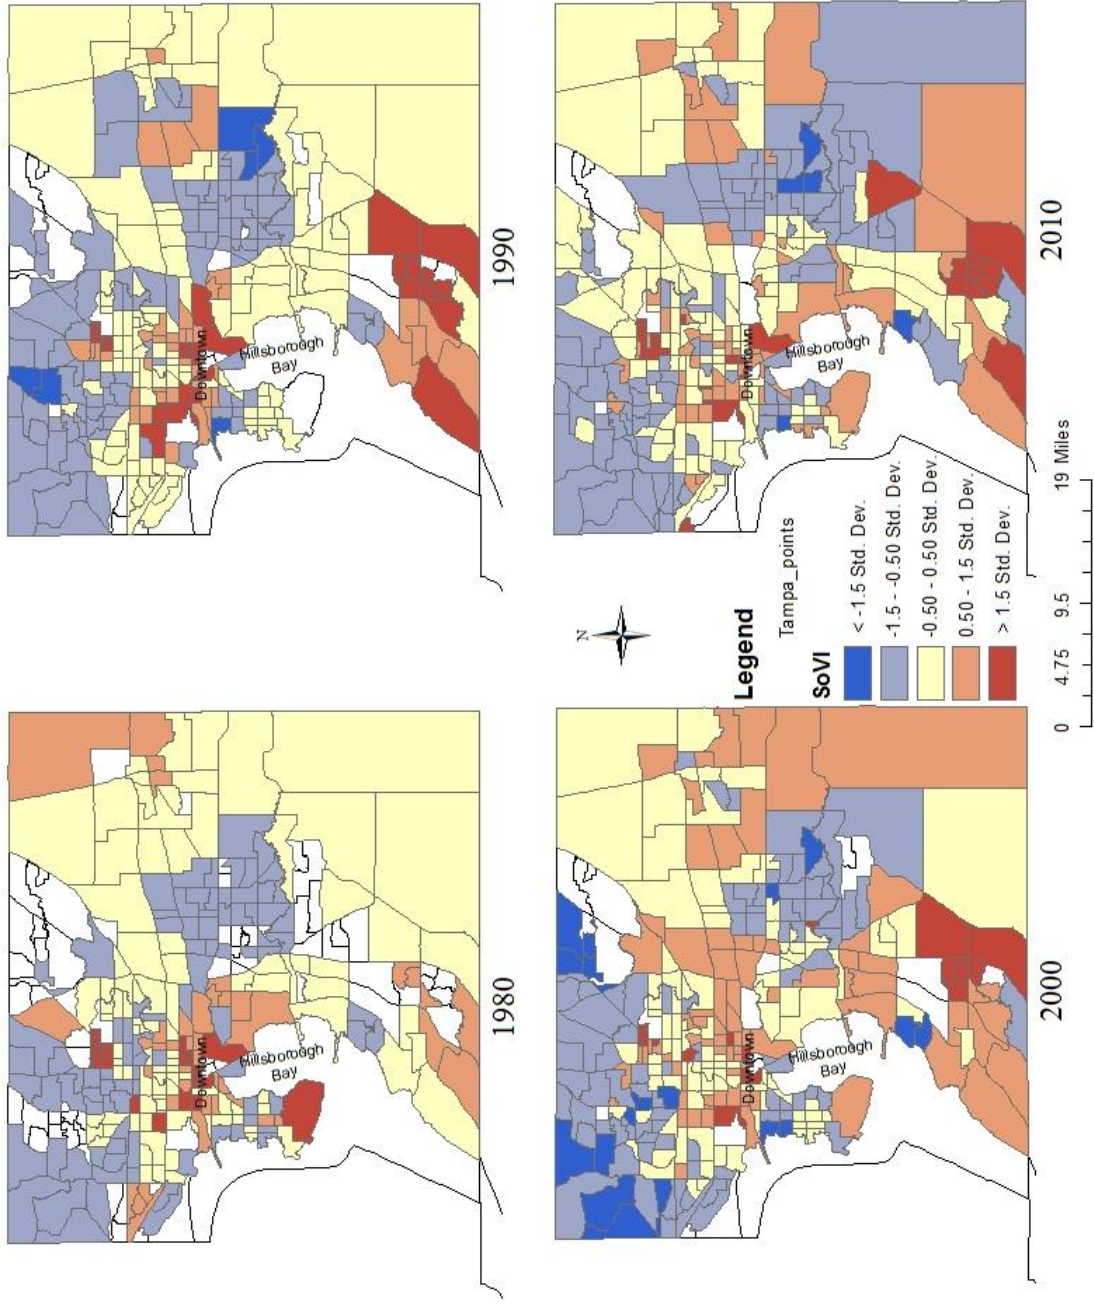 Downtown
Hillsborough
Bay
1980
Downtown
Hillsborough
Bay
1990
Downtown
Hillsborough
Bay
2000
Downtown
Hillsborough
Bay
2010
N
Legend
Tampa_points
SoVI
< -1.5 Std. Dev.
-1.5 - -0.50 Std. Dev.
-0.50 - 0.50 Std. Dev.
0.50 - 1.5 Std. Dev.
> 1.5 Std. Dev.
0 4.75 9.5 19 Miles